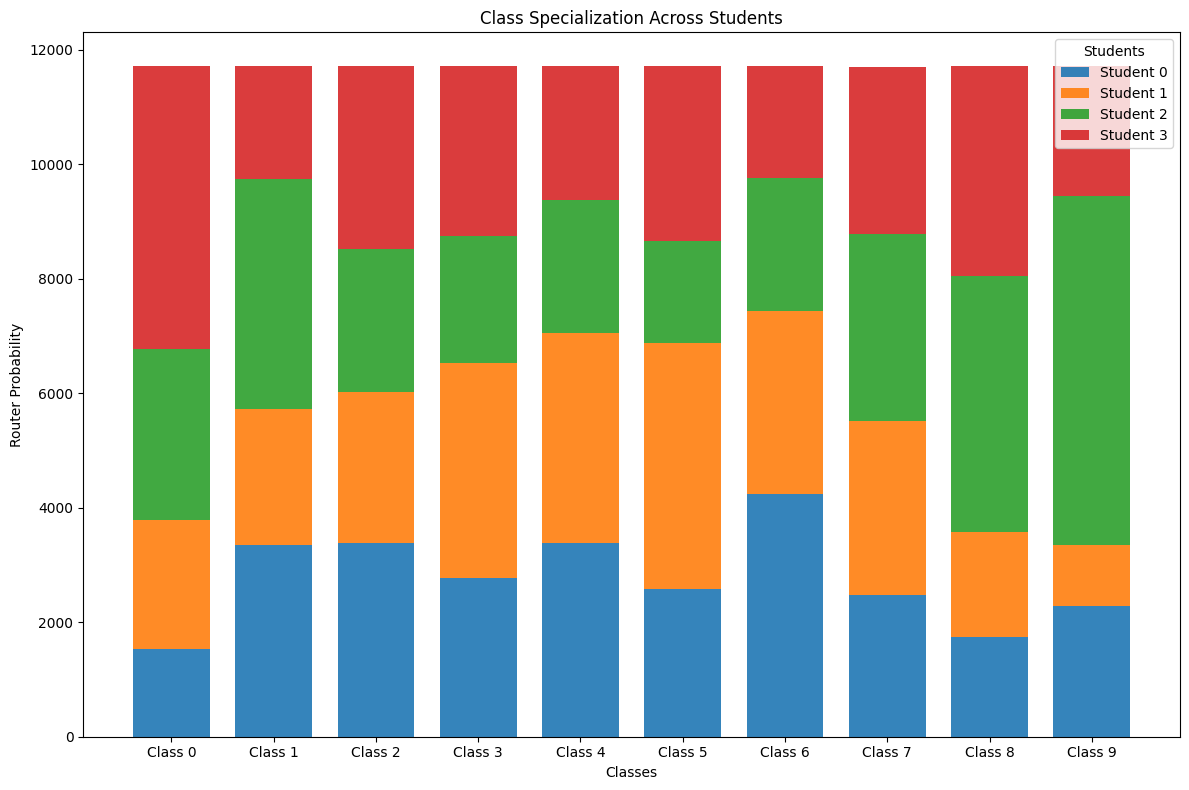 Class Specialization Across Students
Students
Student 0
Student 1
Student 2
Student 3
Router Probability
12000
10000
8000
6000
4000
2000
0
Class 0 Class 1 Class 2 Class 3 Class 4 Class 5 Class 6 Class 7 Class 8 Class 9
Classes